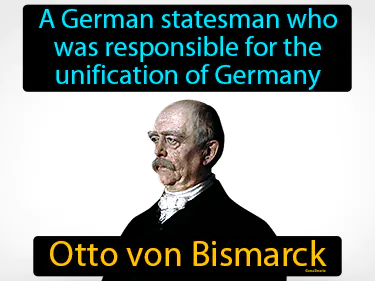 A German statesman who
was responsible for the
unification of Germany
Otto von Bismarck